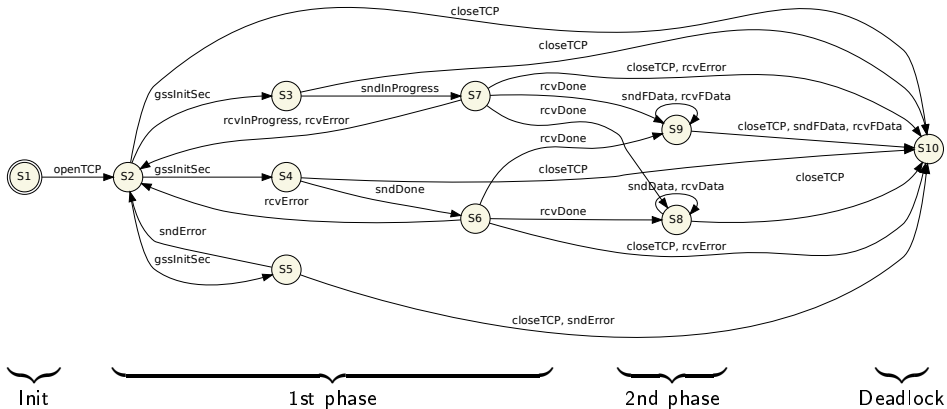 closeTCP
closeTCP
closeTCP, rcvError
gssInitSec
S3
sndInProgress
S7
rcvDone
sndFData, rcvFData
rcvInProgress, rcvError
rcvDone
S9
closeTCP, sndFData, rcvFData
rcvDone
S10
S1
openTCP
S2
gssInitSec
S4
closeTCP
closeTCP
sndDone
sndData, rcvData
rcvError
rcvDone
S6
S8
sndError
closeTCP, rcvError
gssInitSec
S5
closeTCP, sndError
Init
1st phase
2nd phase
Deadlock